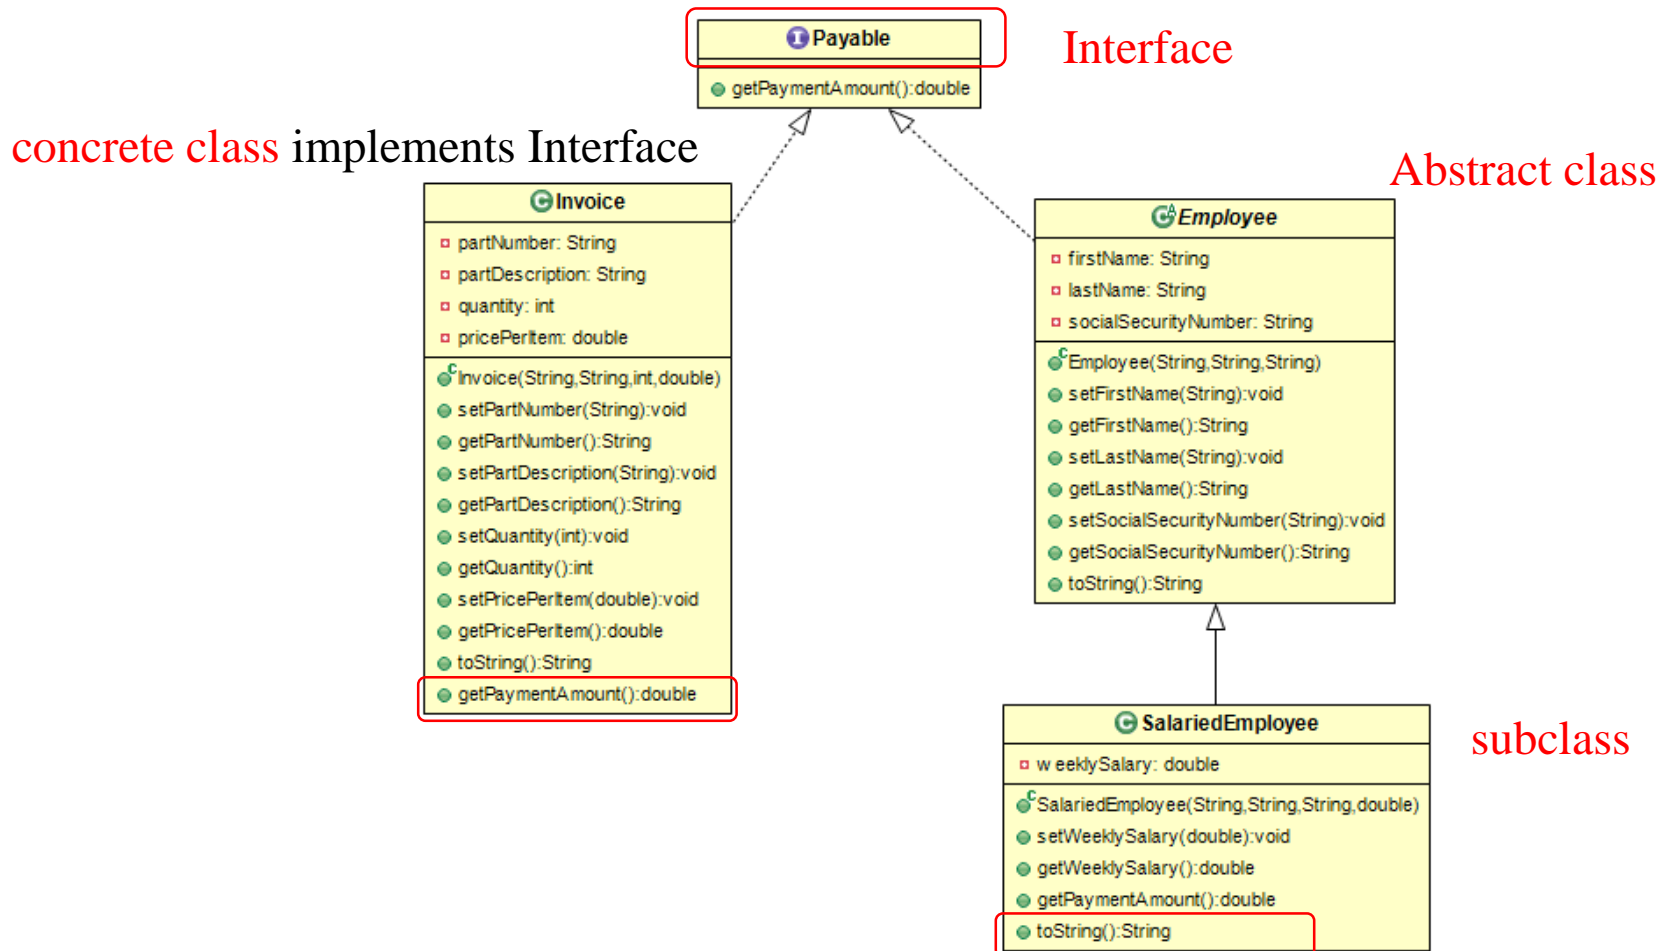 Payable
Interface
getPaymentAmount():double
concrete class implements Interface
Abstract class
Invoice
partNumber: String
partDescription: String
quantity: int
pricePerItem: double
Invoice(String,String,int,double)
setPartNumber(String):void
getPartNumber():String
setPartDescription(String):void
getPartDescription():String
setQuantity(int):void
getQuantity():int
setPricePerItem(double):void
getPricePerItem():double
toString():String
getPaymentAmount():double
Employee
firstName: String
lastName: String
socialSecurityNumber: String
Employee(String,String,String)
setFirstName(String):void
getFirstName():String
setLastName(String):void
getLastName():String
setSocialSecurityNumber(String):void
getSocialSecurityNumber():String
toString():String
SalariedEmployee
subclass
weeklySalary: double
SalariedEmployee(String,String,String,double)
setWeeklySalary(double):void
getWeeklySalary():double
getPaymentAmount():double
toString():String